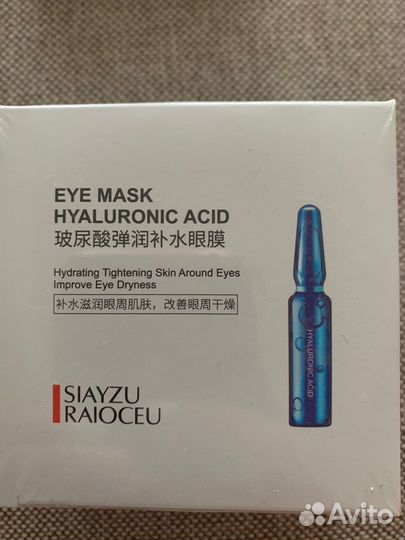 EYE MASK
HYALURONIC ACID
玻尿酸弹润补水眼膜
Hydrating Tightening Skin Around Eyes
Improve Eye Dryness
补水滋润眼周肌肤，改善眼周干燥
SIAYZU
RAIOCEU
HYALURONIC ACID
Avito